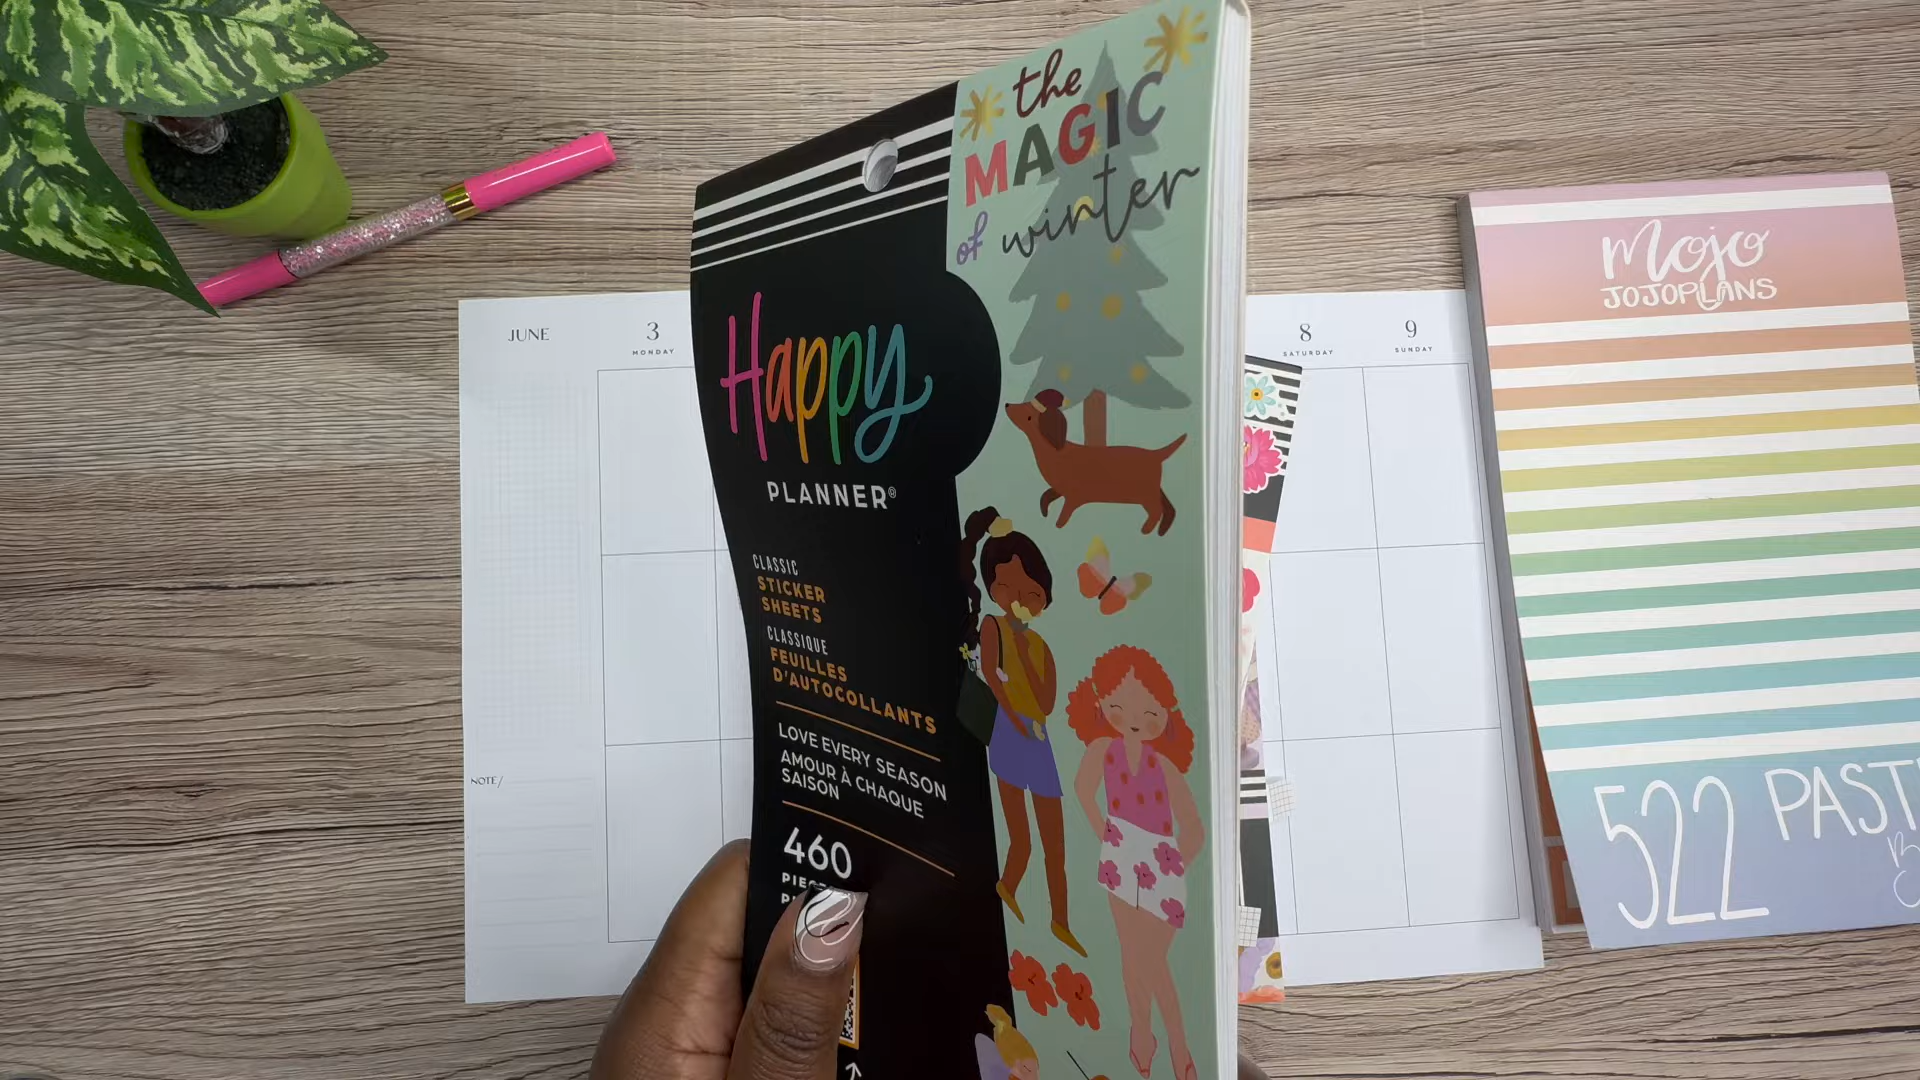 the
MAGIC
of winter
Happy
PLANNER®
CLASSIC
STICKER
SHEETS
CLASSIQUE
FEUILLES
D'AUTOCOLLANTS
LOVE EVERY SEASON
AMOUR À CHAQUE
SAISON
460
JUNE
3
MONDAY
8
SATURDAY
9
SUNDAY
NOTE/
mojo
JOJOPLANS
522